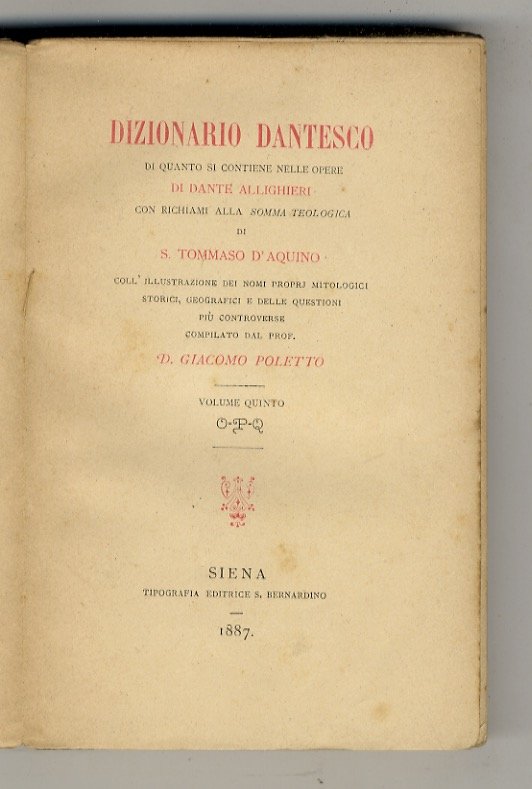 DIZIONARIO DANTESCO
DI QUANTO SI CONTIENE NELLE OPERE
DI DANTE ALLIGHIERI
CON RICHIAMI ALLA SOMMA TEOLOGICA
DI
S. TOMMASO D'AQUINO
COLL'ILLUSTRAZIONE DEI NOMI PROPRJ MITOLOGICI
STORICI, GEOGRAFICI E DELLE QUESTIONI
PIÙ CONTROVERSE
COMPILATO DAL PROF.
D. GIACOMO POLETTO
VOLUME QUINTO
O-P-Q
SIENA
TIPOGRAFIA EDITRICE S. BERNARDINO
1887.